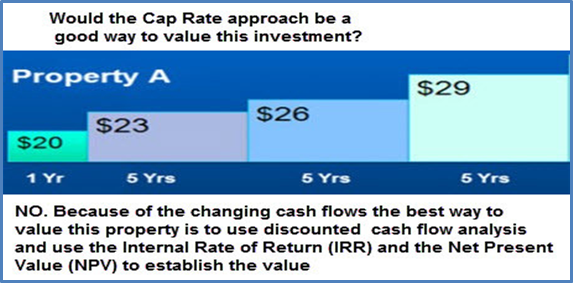 Would the Cap Rate approach be a
good way to value this investment?
Property A
$20
$23
$26
$29
1 Yr
5 Yrs
5 Yrs
5 Yrs
NO. Because of the changing cash flows the best way to
value this property is to use discounted cash flow analysis
and use the Internal Rate of Return (IRR) and the Net Present
Value (NPV) to establish the value